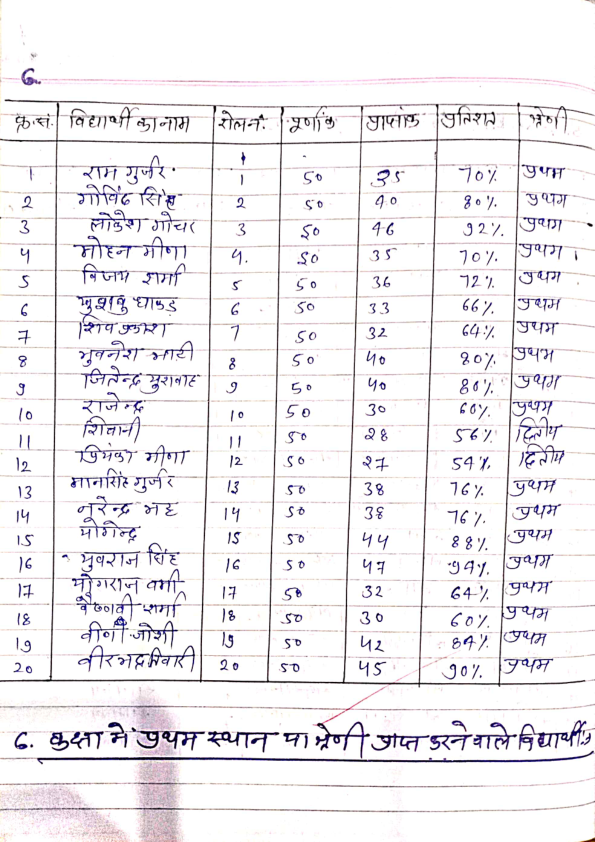 6.
क्र.सं. विद्यार्थी का नाम रोल नं. पूर्णांक प्राप्तांक प्रतिशत श्रेणी
1 राम गुर्जर 1 50 35 70% प्रथम
2 गोविंद सिंह 2 50 40 80% प्रथम
3 लोकेश गोचर 3 50 46 92% प्रथम
4 मोहन मीणा 4. 50 35 70% प्रथम
5 विजय शर्मा 5 50 36 72% प्रथम
6 खुशबु धाकड़ 6 50 33 66% प्रथम
7 शिव प्रकाश 7 50 32 64% प्रथम
8 भुवनेश भाटी 8 50 40 80% प्रथम
9 जितेन्द्र 9 50 40 80% प्रथम
10 राजेन्द्र 10 50 30 60% प्रथम
11 शिवानी 11 50 28 56% द्वितीय
12 प्रियंका मीणा 12 50 27 54% द्वितीय
13 मानसिंह गुर्जर 13 50 38 76% प्रथम
14 नरेन्द्र 14 50 38 76% प्रथम
15 योगेन्द्र 15 50 44 88% प्रथम
16 युवराज सिंह 16 50 47 94% प्रथम
17 योगराज वर्मा 17 50 32 64% प्रथम
18 वैष्णवी शर्मा 18 50 30 60% प्रथम
19 जोशी 19 50 42 84% प्रथम
20 वीरभद्र तिवारी 20 50 45 90% प्रथम
6. कक्षा में प्रथम स्थान या श्रेणी प्राप्त करने वाले विद्यार्थी